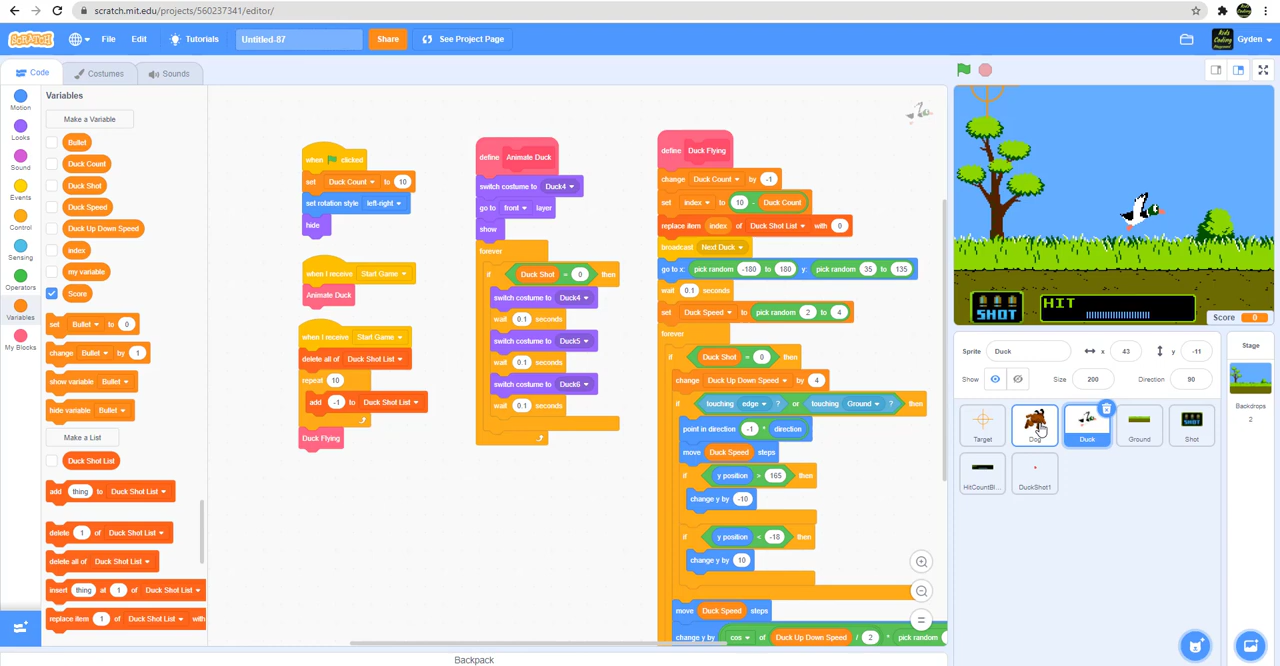 scratch.mit.edu/projects/560237341/editor/
SCRATCH File Edit Tutorials Untitled-87 Share See Project Page Gyden
Code Costumes Sounds
Motion
Looks
Sound
Events
Control
Sensing
Operators
Variables
My Blocks
Variables
Make a Variable
Bullet
Duck Count
Duck Shot
Duck Speed
Duck Up Down Speed
index
my variable
Score
set Bullet to 0
change Bullet by 1
show variable Bullet
hide variable Bullet
Make a List
Duck Shot List
add thing to Duck Shot List
delete 1 of Duck Shot List
delete all of Duck Shot List
insert thing at 1 of Duck Shot List
replace item 1 of Duck Shot List with
when clicked
set Duck Count to 10
set rotation style left-right
hide
when I receive Start Game
Animate Duck
when I receive Start Game
delete all of Duck Shot List
repeat 10
add -1 to Duck Shot List
Duck Flying
define Animate Duck
switch costume to Duck4
go to front layer
show
forever
if Duck Shot = 0 then
switch costume to Duck4
wait 0.1 seconds
switch costume to Duck5
wait 0.1 seconds
switch costume to Duck6
wait 0.1 seconds
define Duck Flying
change Duck Count by -1
set index to 10 - Duck Count
replace item index of Duck Shot List with 0
broadcast Next Duck
go to x: pick random -180 to 180 y: pick random 35 to 135
wait 0.1 seconds
set Duck Speed to pick random 2 to 4
forever
if Duck Shot = 0 then
change Duck Up Down Speed by 4
if touching edge ? or touching Ground ? then
point in direction -1 * direction
move Duck Speed steps
if y position > 165 then
change y by -10
if y position < -18 then
change y by 10
move Duck Speed steps
change y by cos of Duck Up Down Speed / 2 * pick random
SHOT
HIT
Score 0
Sprite Duck x 43 y -11
Show Size 200 Direction 90
Target Dog Duck Ground Shot
HitCountBl... DuckShot1
Stage
Backdrops
2
Backpack